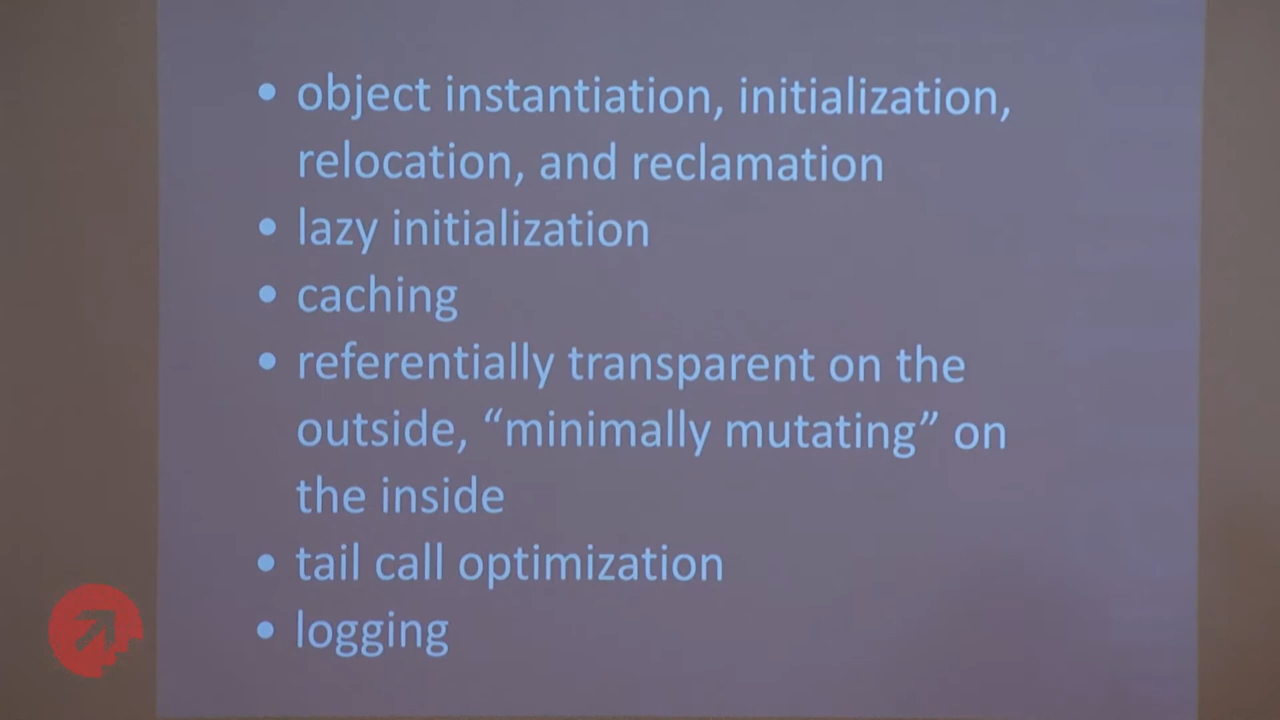 • object instantiation, initialization,
relocation, and reclamation
• lazy initialization
• caching
• referentially transparent on the
outside, “minimally mutating” on
the inside
• tail call optimization
• logging